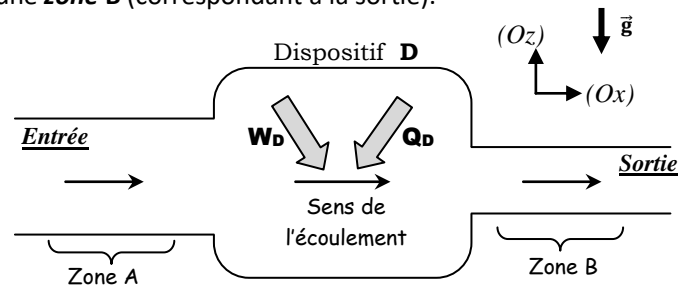 une zone B (correspondant à la sortie).
Dispositif D
g
(Oz)
(Ox)
Entrée
WD
QD
Sortie
Sens de
l'écoulement
Zone A
Zone B